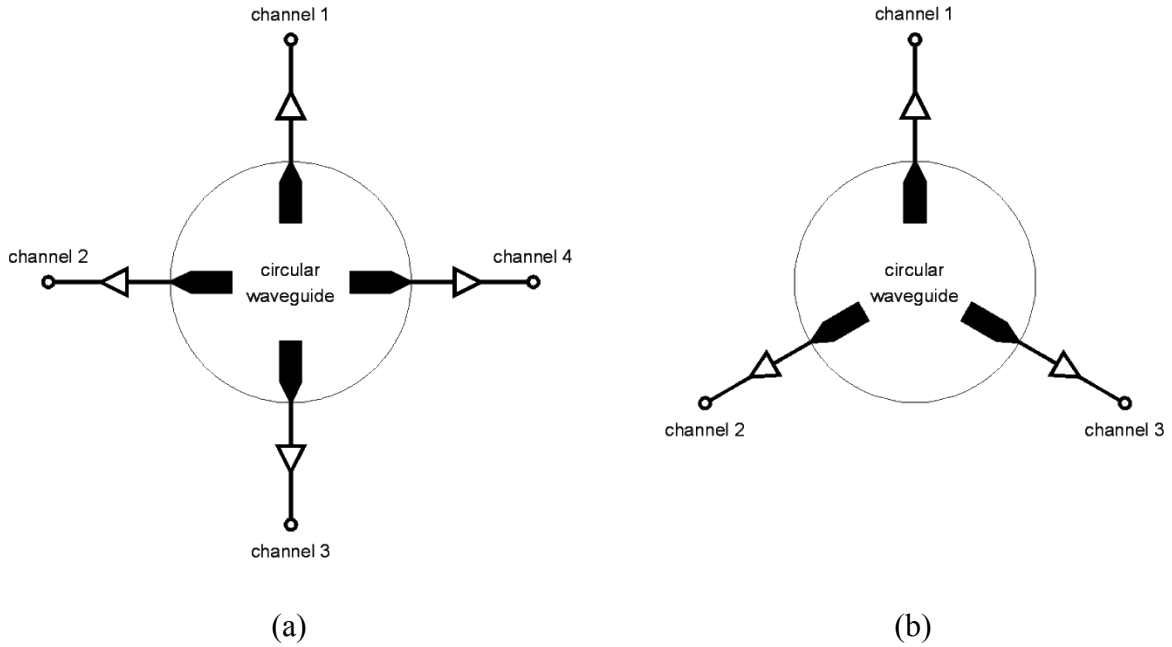 channel 1
channel 2
circular
waveguide
channel 4
channel 3
(a)
channel 1
circular
waveguide
channel 2
channel 3
(b)